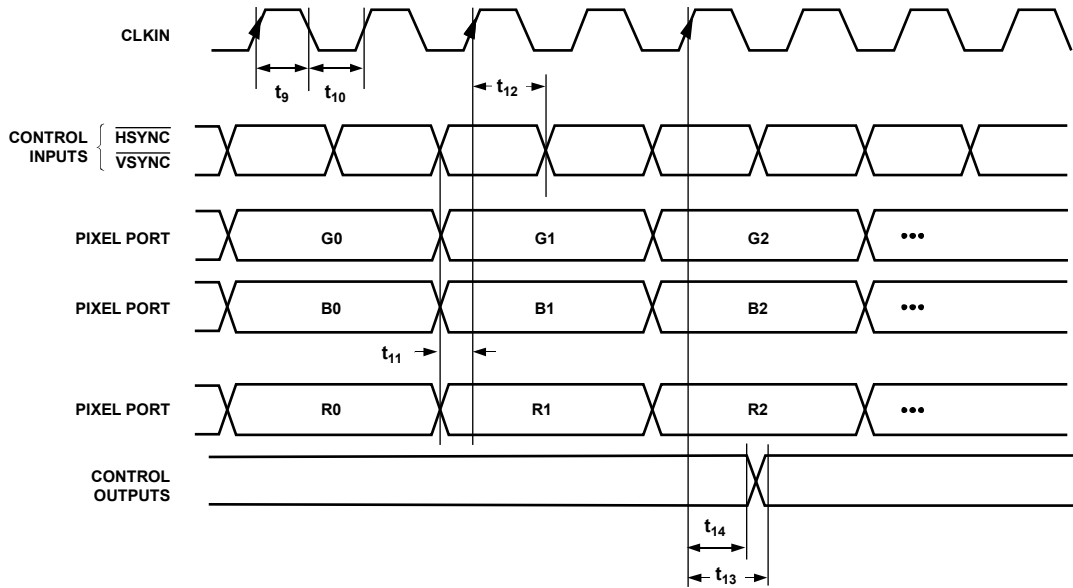 CLKIN
t9
t10
t12
CONTROL INPUTS { HSYNC
VSYNC
PIXEL PORT G0 G1 G2 •••
PIXEL PORT B0 B1 B2 •••
t11
PIXEL PORT R0 R1 R2 •••
CONTROL
OUTPUTS
t14
t13